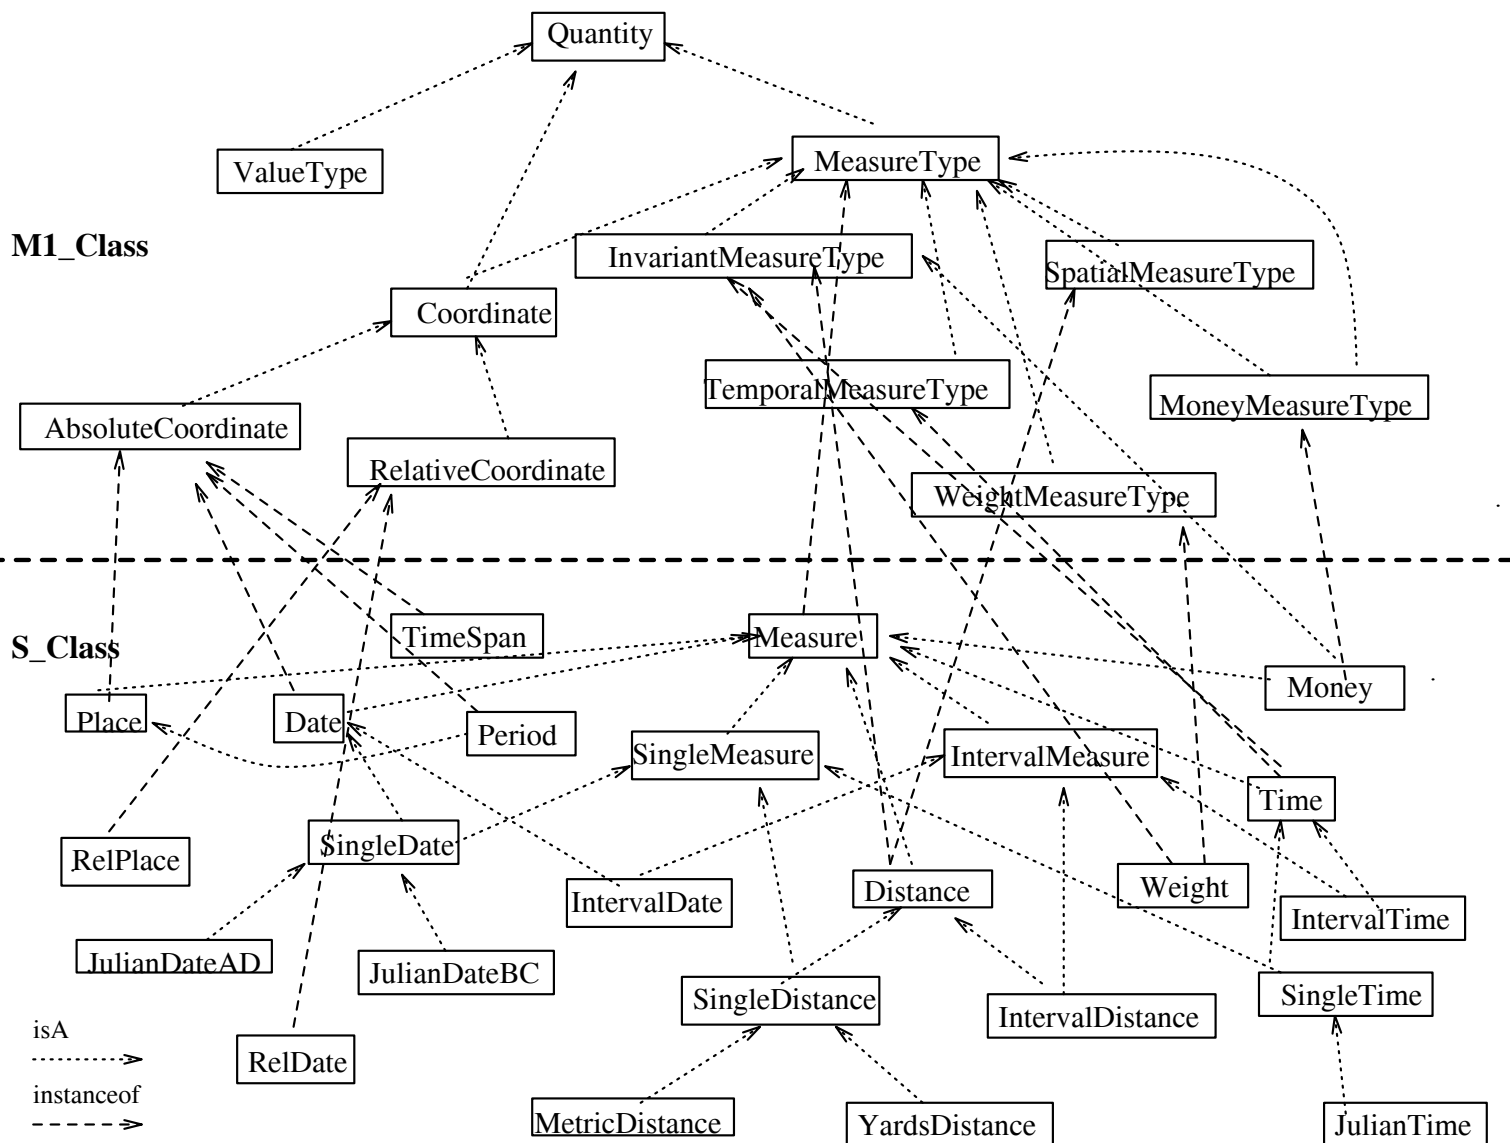 Quantity
ValueType
MeasureType
M1_Class
InvariantMeasureType
SpatialMeasureType
Coordinate
TemporalMeasureType
MoneyMeasureType
AbsoluteCoordinate
RelativeCoordinate
WeightMeasureType
S_Class
TimeSpan
Measure
Place
Date
Period
Money
SingleMeasure
IntervalMeasure
Time
RelPlace
SingleDate
IntervalDate
Distance
Weight
IntervalTime
JulianDateAD
JulianDateBC
SingleDistance
IntervalDistance
SingleTime
isA
RelDate
instanceof
MetricDistance
YardsDistance
JulianTime